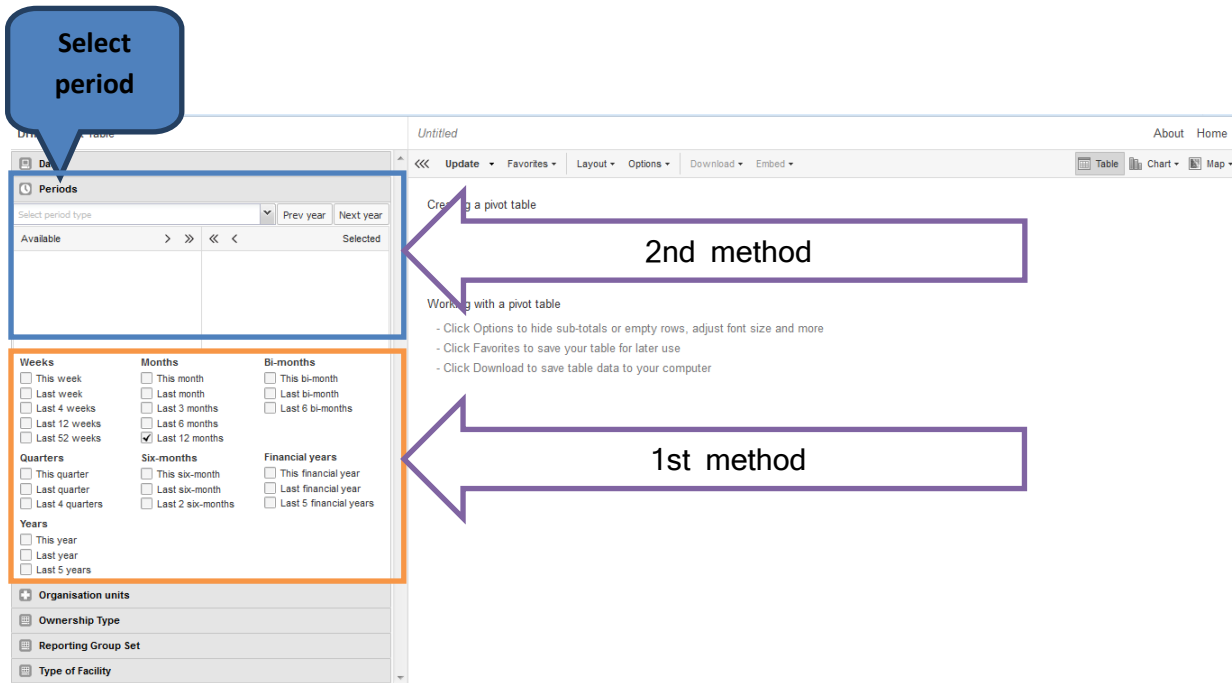 Select
period
Table
Untitled
About Home
Da
Update Favorites Layout Options Download Embed
Table Chart Map
Periods
Select period type
Prev year Next year
Available
Selected
Creating a pivot table
2nd method
Working with a pivot table
- Click Options to hide sub-totals or empty rows, adjust font size and more
- Click Favorites to save your table for later use
- Click Download to save table data to your computer
Weeks Months Bi-months
This week This month This bi-month
Last week Last month Last bi-month
Last 4 weeks Last 3 months Last 6 bi-months
Last 12 weeks Last 6 months
Last 52 weeks Last 12 months
Quarters Six-months Financial years
This quarter This six-month This financial year
Last quarter Last six-month Last financial year
Last 4 quarters Last 2 six-months Last 5 financial years
1st method
Years
This year
Last year
Last 5 years
Organisation units
Ownership Type
Reporting Group Set
Type of Facility